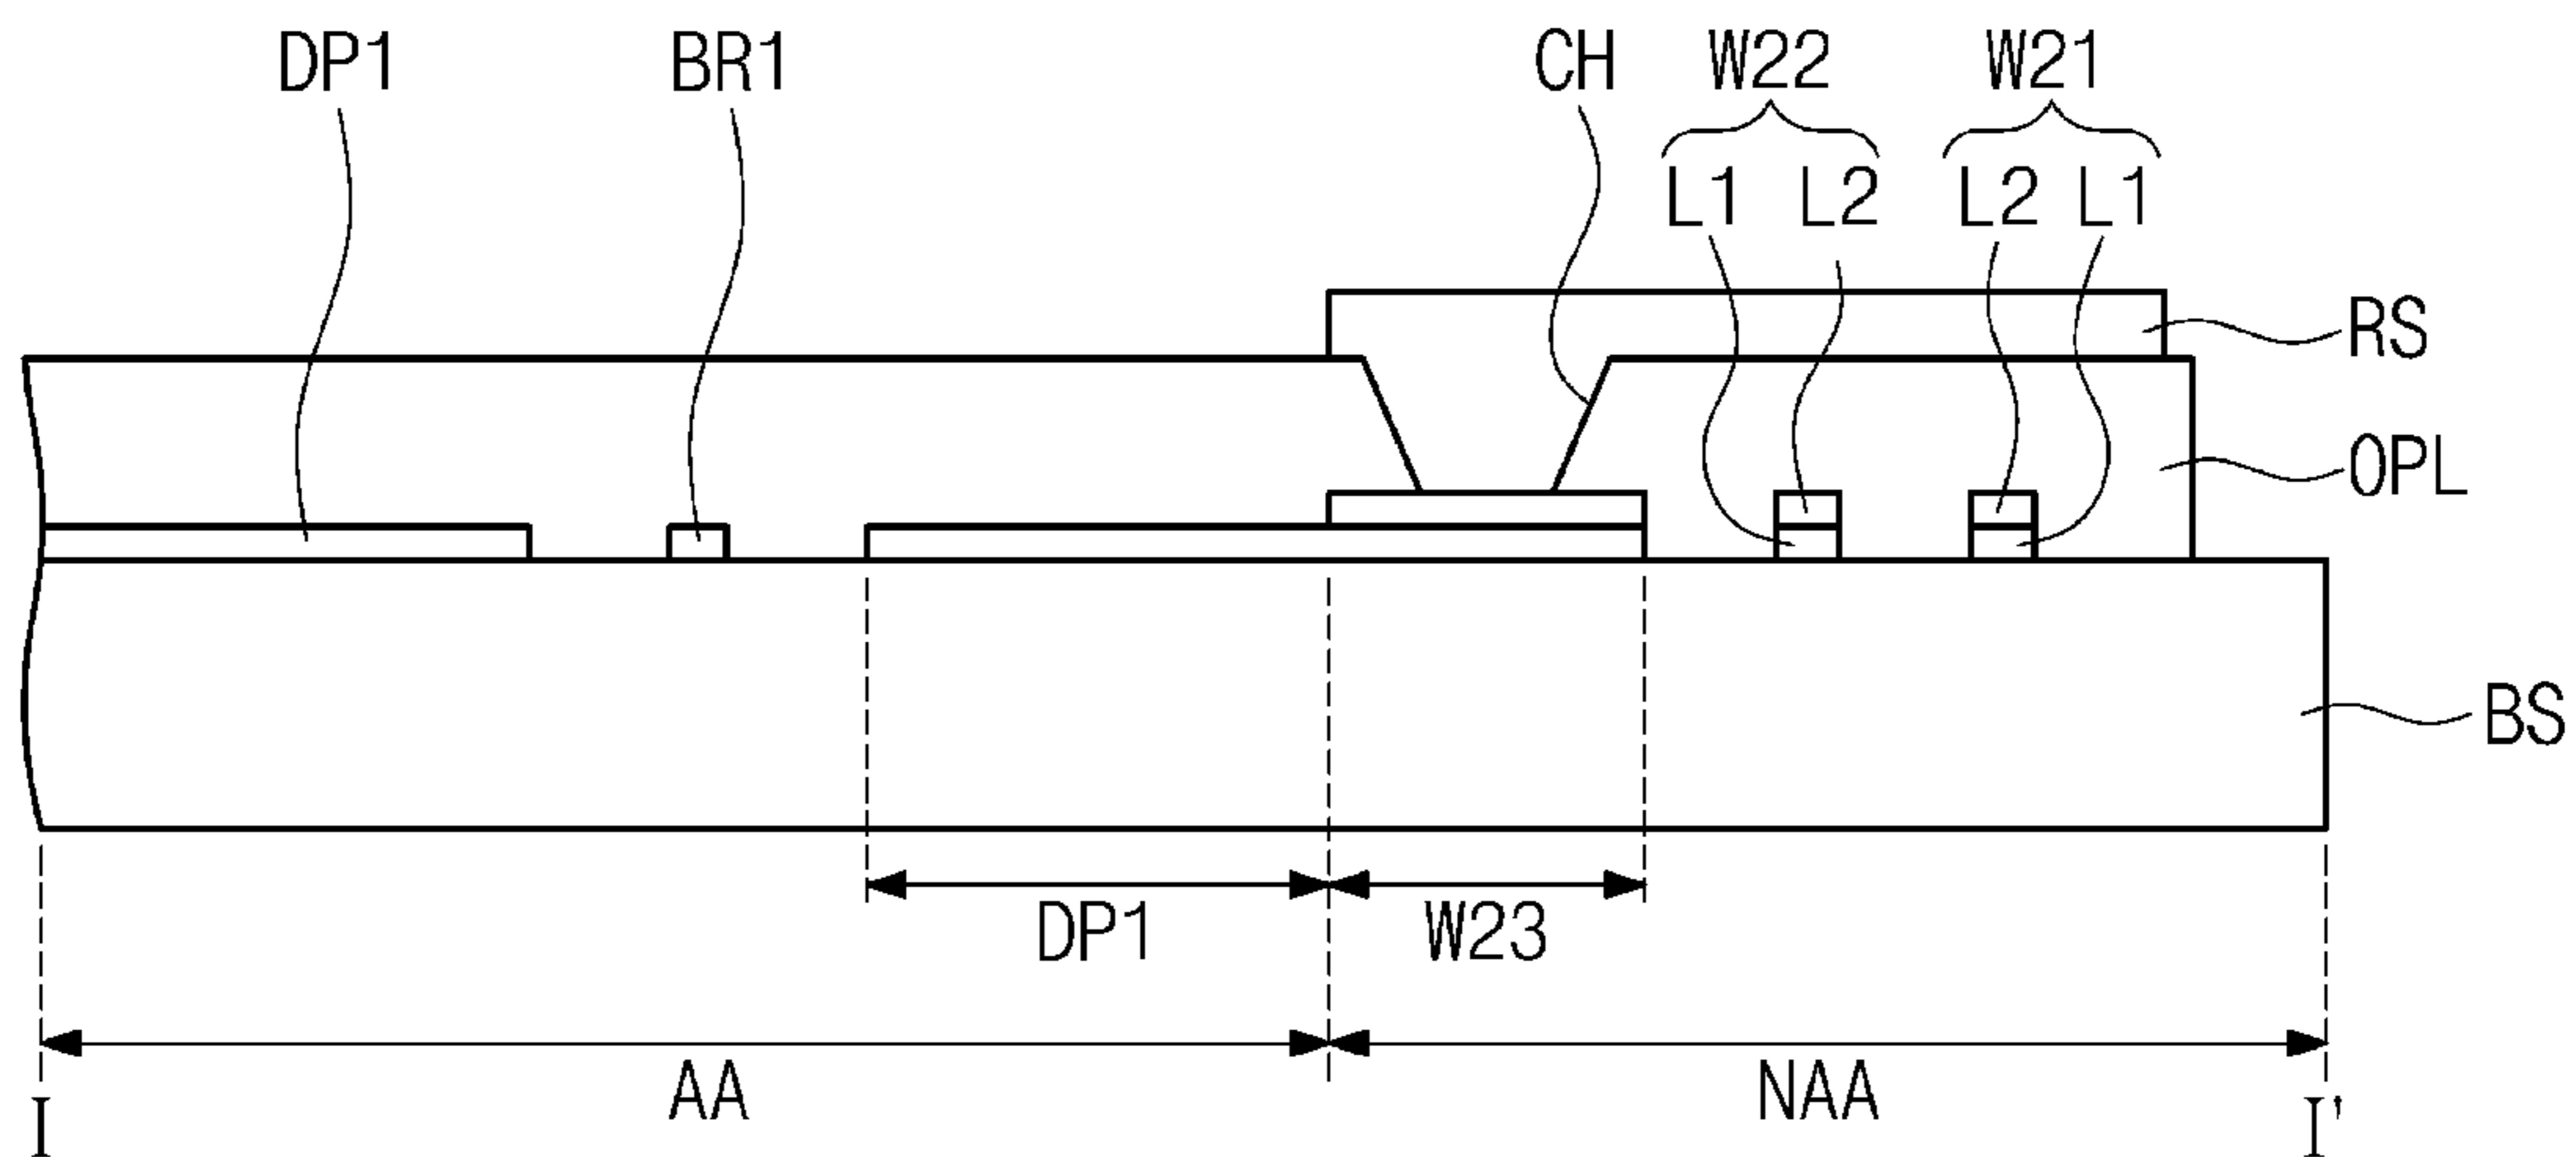 DP1 BR1 CH W22 W21
L1 L2 L2 L1
RS
OPL
BS
DP1 W23
AA NAA
I I'